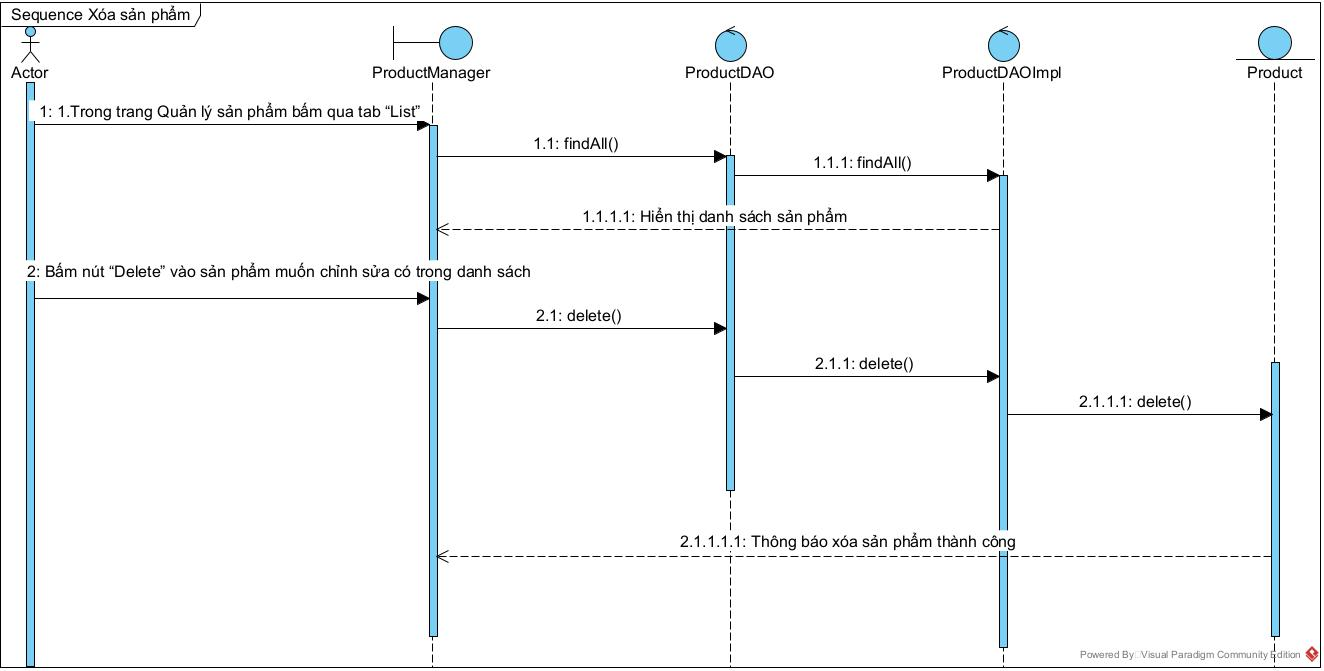 Sequence Xóa sản phẩm
Actor
ProductManager
ProductDAO
ProductDAOImpl
Product
1: 1.Trong trang Quản lý sản phẩm bấm qua tab “List”
1.1: findAll()
1.1.1: findAll()
1.1.1.1: Hiển thị danh sách sản phẩm
2: Bấm nút “Delete” vào sản phẩm muốn chỉnh sửa có trong danh sách
2.1: delete()
2.1.1: delete()
2.1.1.1: delete()
2.1.1.1.1: Thông báo xóa sản phẩm thành công
Powered By Visual Paradigm Community Edition